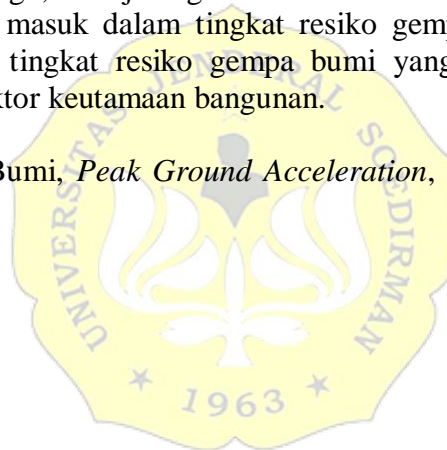 masuk dalam tingkat resiko gemp
tingkat resiko gempa bumi yang
ktor keutamaan bangunan.
Bumi, Peak Ground Acceleration,
UNIVERSITAS JENDERAL SOEDIRMAN
1963